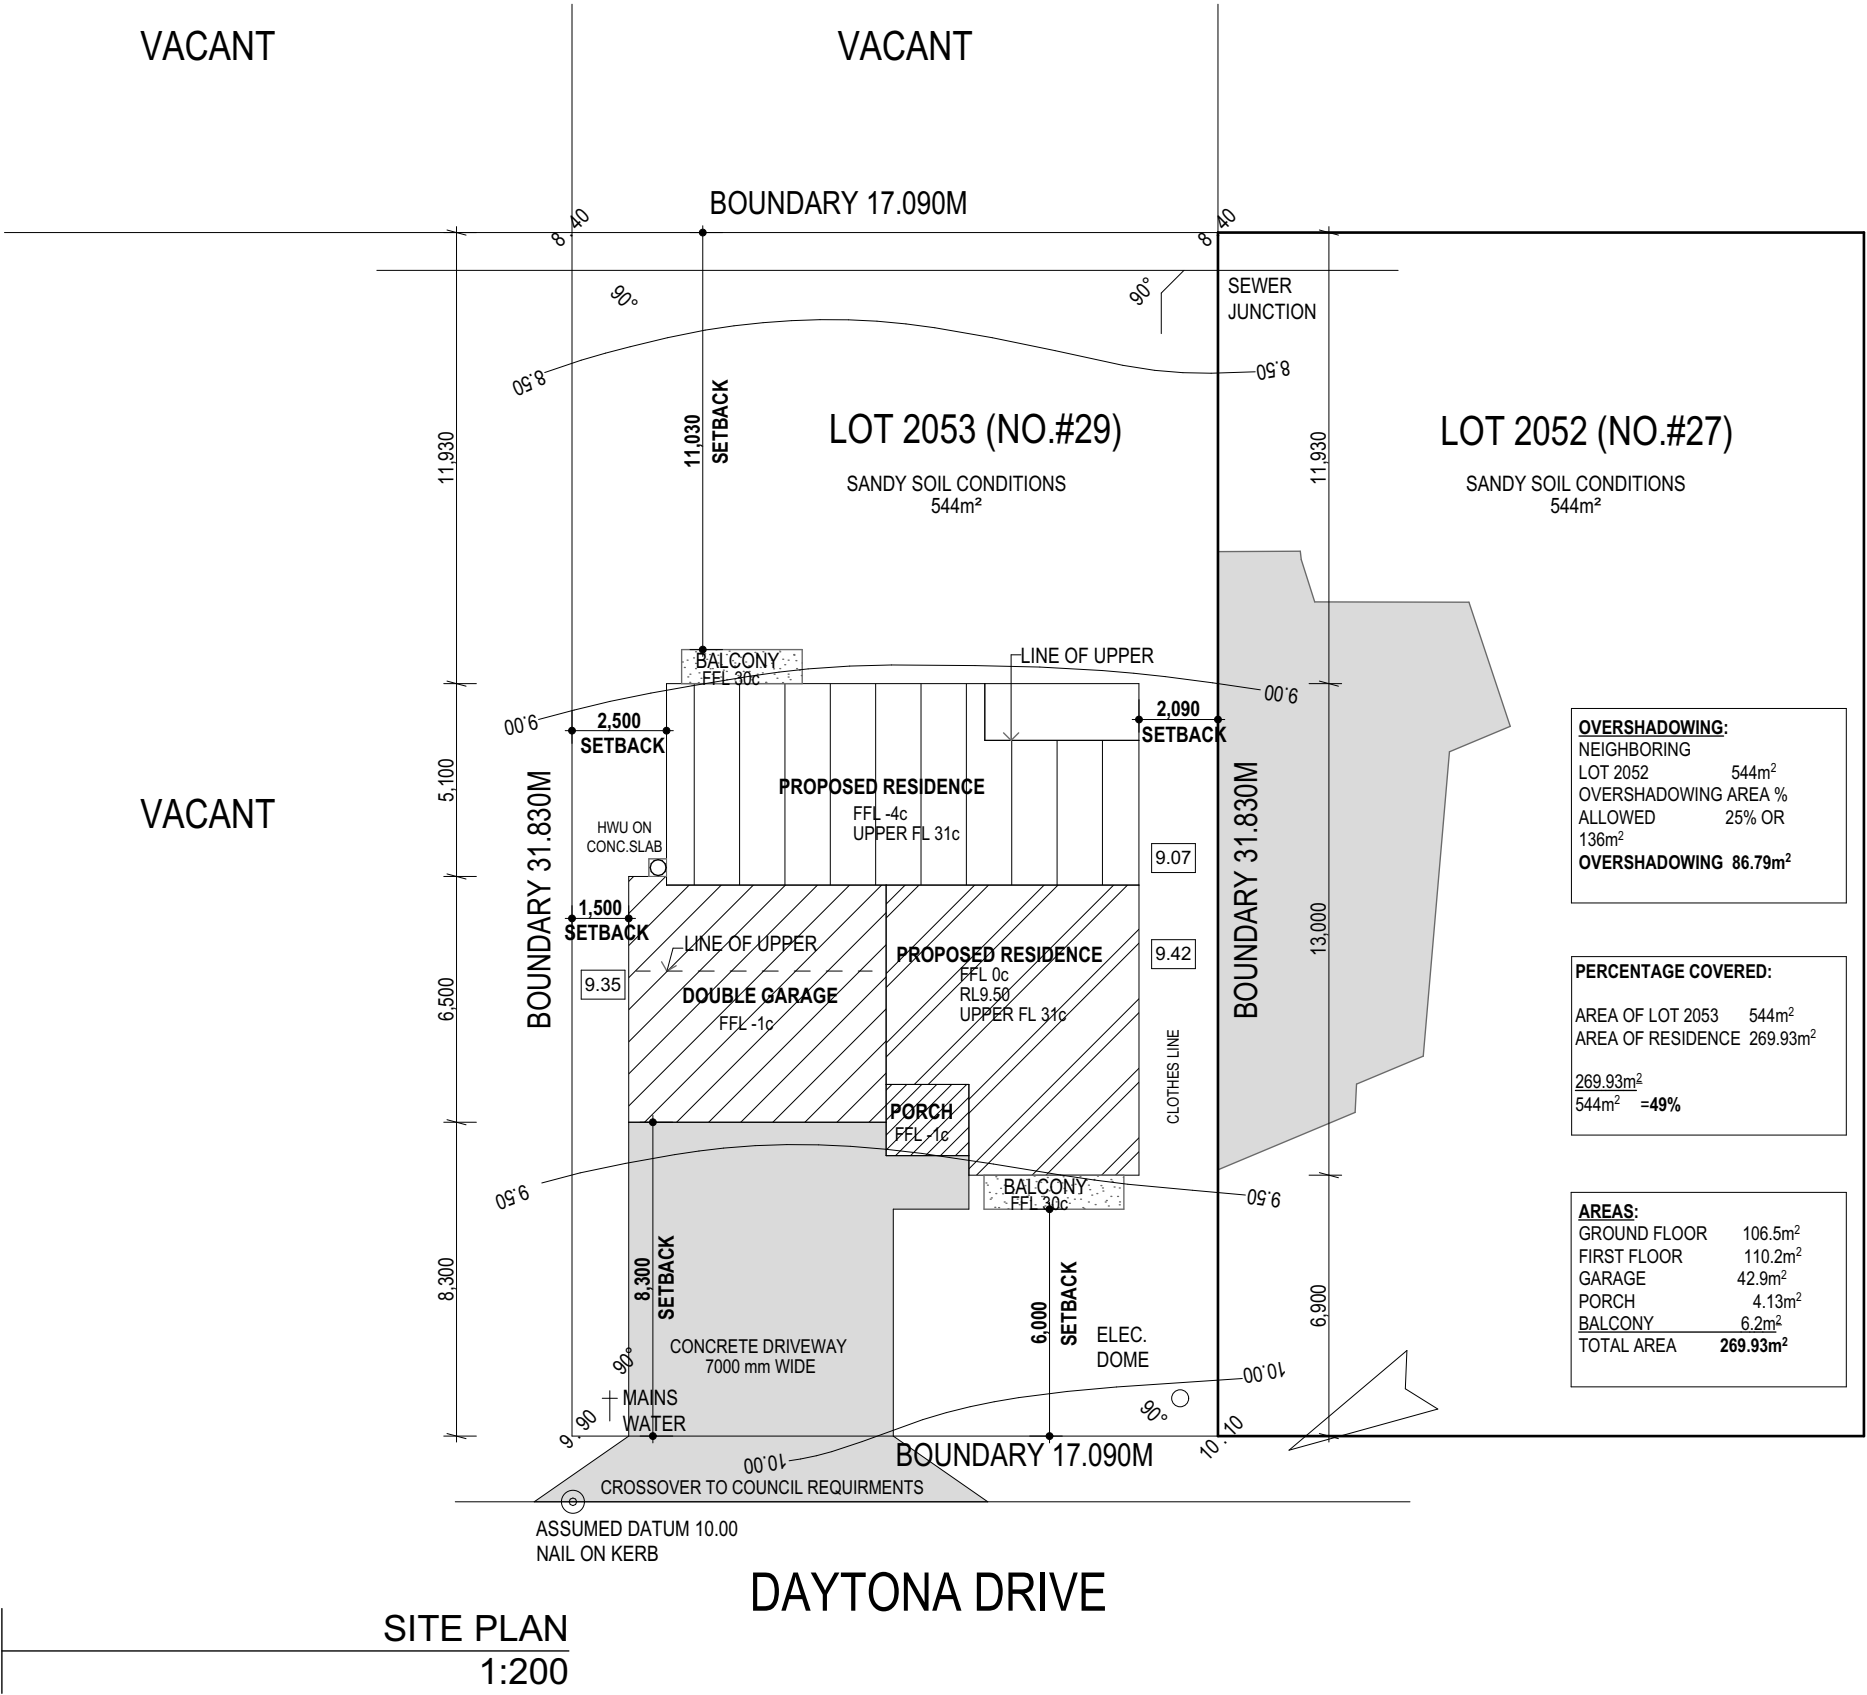 VACANT
VACANT
BOUNDARY 17.090M
8.40
8.40
90°
90°
SEWER
JUNCTION
8.50
8.50
11,930
11,030
SETBACK
LOT 2053 (NO.#29)
SANDY SOIL CONDITIONS
544m²
11,930
LOT 2052 (NO.#27)
SANDY SOIL CONDITIONS
544m²
BALCONY
FFL 30c
LINE OF UPPER
9.00
9.00
2,500
SETBACK
2,090
SETBACK
VACANT
5,100
BOUNDARY 31.830M
HWU ON
CONC.SLAB
PROPOSED RESIDENCE
FFL -4c
UPPER FL 31c
9.07
BOUNDARY 31.830M
13,000
OVERSHADOWING:
NEIGHBORING
LOT 2052 544m²
OVERSHADOWING AREA %
ALLOWED 25% OR
136m²
OVERSHADOWING 86.79m²
1,500
SETBACK
LINE OF UPPER
9.35
6,500
DOUBLE GARAGE
FFL -1c
PROPOSED RESIDENCE
FFL 0c
RL9.50
UPPER FL 31c
9.42
CLOTHES LINE
PERCENTAGE COVERED:
AREA OF LOT 2053 544m²
AREA OF RESIDENCE 269.93m²
269.93m²
544m² =49%
PORCH
FFL -1c
9.50
9.50
BALCONY
FFL 30c
8,300
8,300
SETBACK
6,000
SETBACK
6,900
AREAS:
GROUND FLOOR 106.5m²
FIRST FLOOR 110.2m²
GARAGE 42.9m²
PORCH 4.13m²
BALCONY 6.2m²
TOTAL AREA 269.93m²
CONCRETE DRIVEWAY
7000 mm WIDE
ELEC.
DOME
90°
MAINS
WATER
90°
10.00
9.90
10.10
10.00
BOUNDARY 17.090M
CROSSOVER TO COUNCIL REQUIRMENTS
ASSUMED DATUM 10.00
NAIL ON KERB
DAYTONA DRIVE
SITE PLAN
1:200